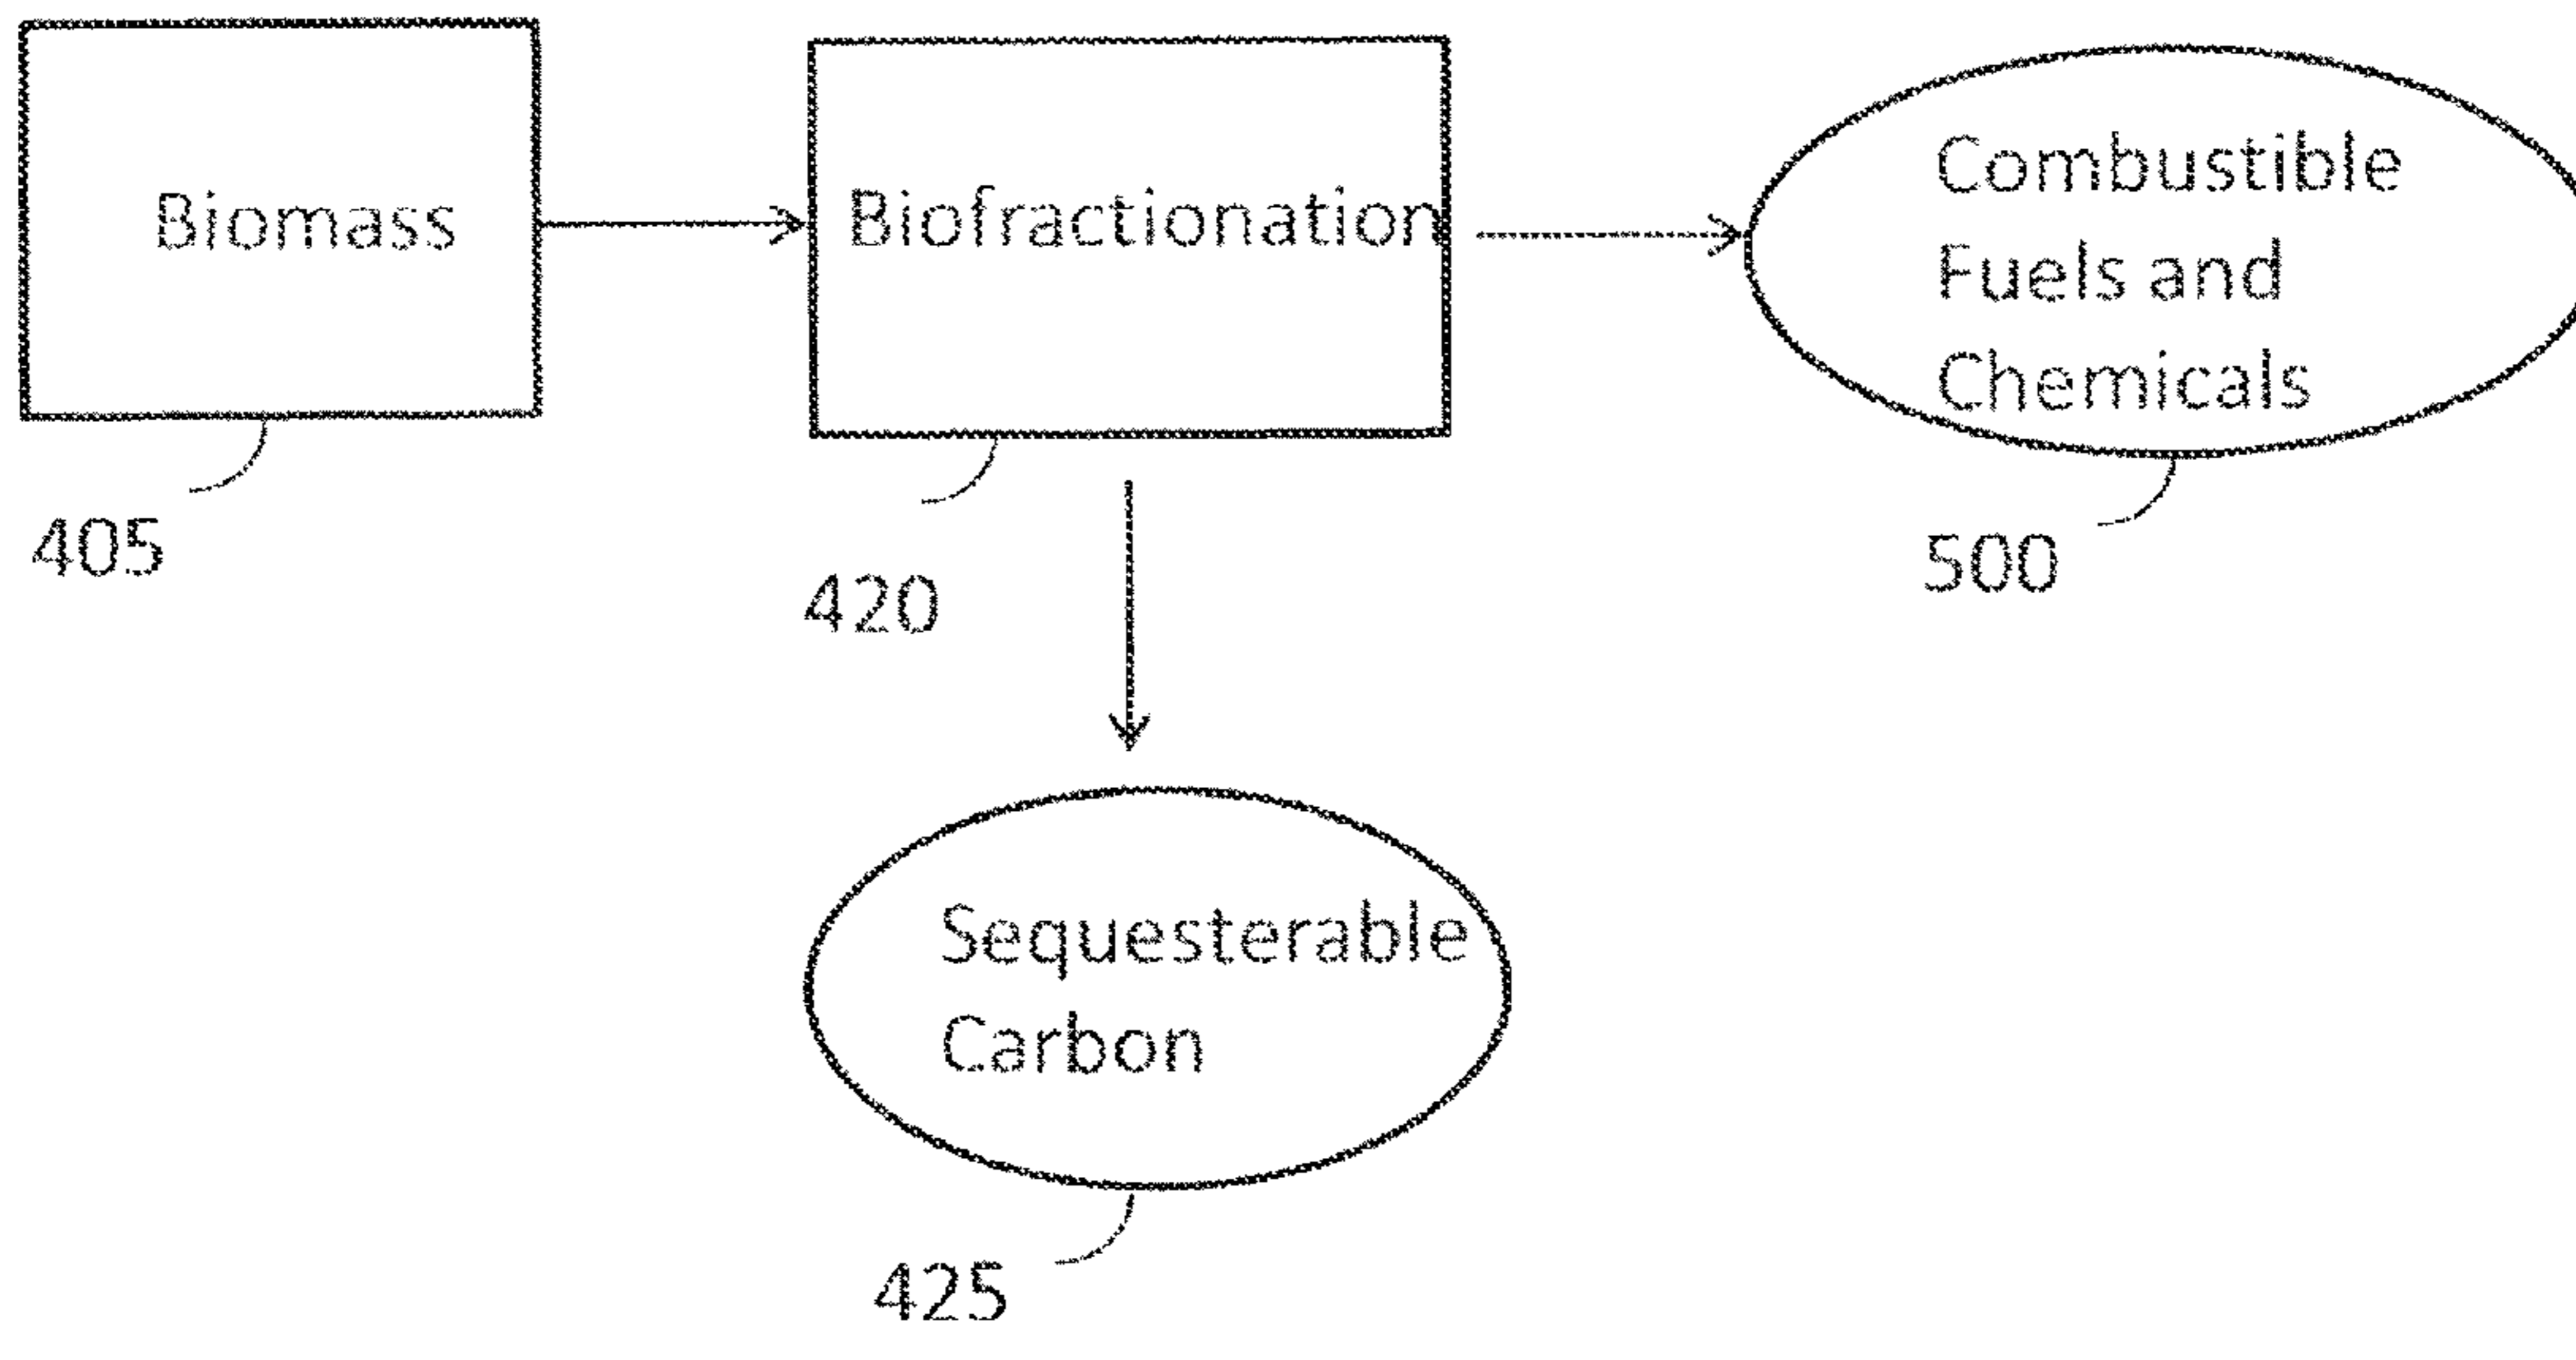 Biomass
Biofractionation
Combustible
Fuels and
Chemicals
405
420
500
Sequesterable
Carbon
425